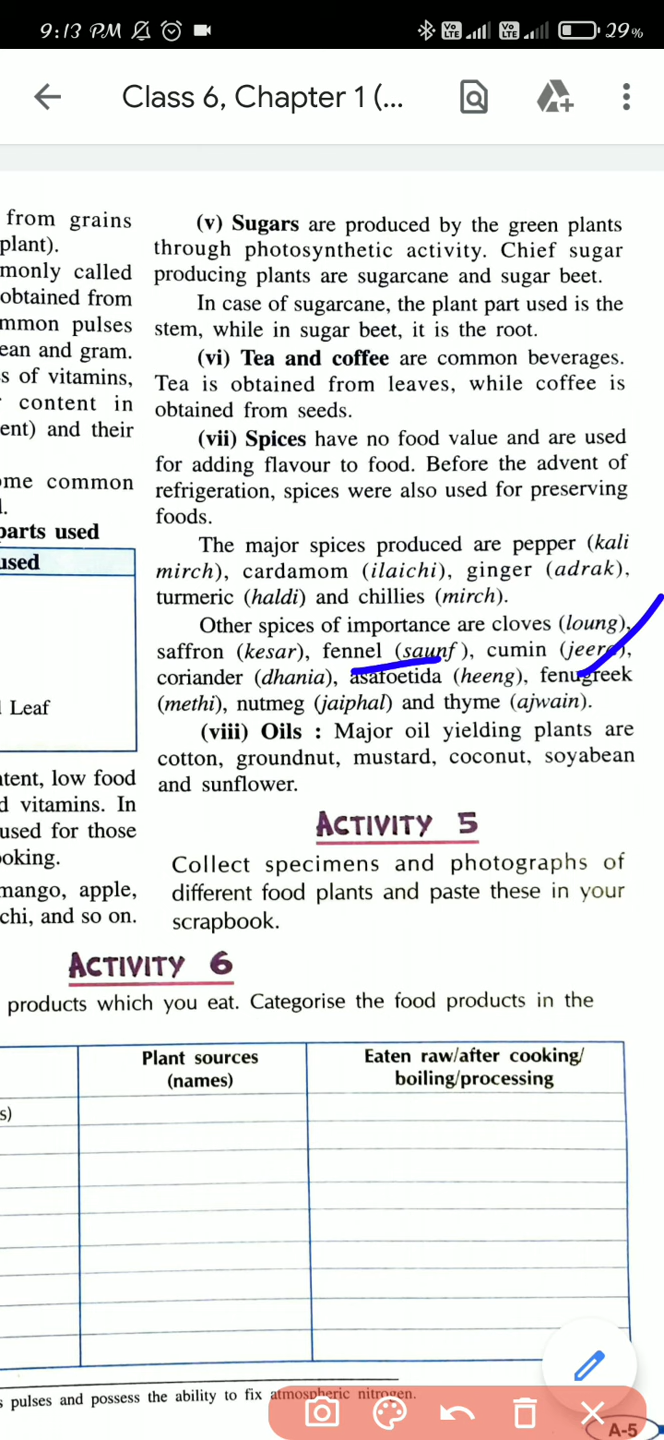 9:13 PM
Vo LTE
Vo LTE
29%
Class 6, Chapter 1 (...
from grains
plant).
monly called
obtained from
mmon pulses
ean and gram.
s of vitamins,
content in
ent) and their
ome common
l.
parts used
used
Leaf
ntent, low food
d vitamins. In
used for those
ooking.
mango, apple,
chi, and so on.
(v) Sugars are produced by the green plants
through photosynthetic activity. Chief sugar
producing plants are sugarcane and sugar beet.
In case of sugarcane, the plant part used is the
stem, while in sugar beet, it is the root.
(vi) Tea and coffee are common beverages.
Tea is obtained from leaves, while coffee is
obtained from seeds.
(vii) Spices have no food value and are used
for adding flavour to food. Before the advent of
refrigeration, spices were also used for preserving
foods.
The major spices produced are pepper (kali
mirch), cardamom (ilaichi), ginger (adrak),
turmeric (haldi) and chillies (mirch).
Other spices of importance are cloves (loung),
saffron (kesar), fennel (saunf), cumin (jeera),
coriander (dhania), asafoetida (heeng), fenugreek
(methi), nutmeg (jaiphal) and thyme (ajwain).
(viii) Oils : Major oil yielding plants are
cotton, groundnut, mustard, coconut, soyabean
and sunflower.
ACTIVITY 5
Collect specimens and photographs of
different food plants and paste these in your
scrapbook.
ACTIVITY 6
products which you eat. Categorise the food products in the
Plant sources
(names)
Eaten raw/after cooking/
boiling/processing
s)
s pulses and possess the ability to fix atmospheric nitrogen.
A-5